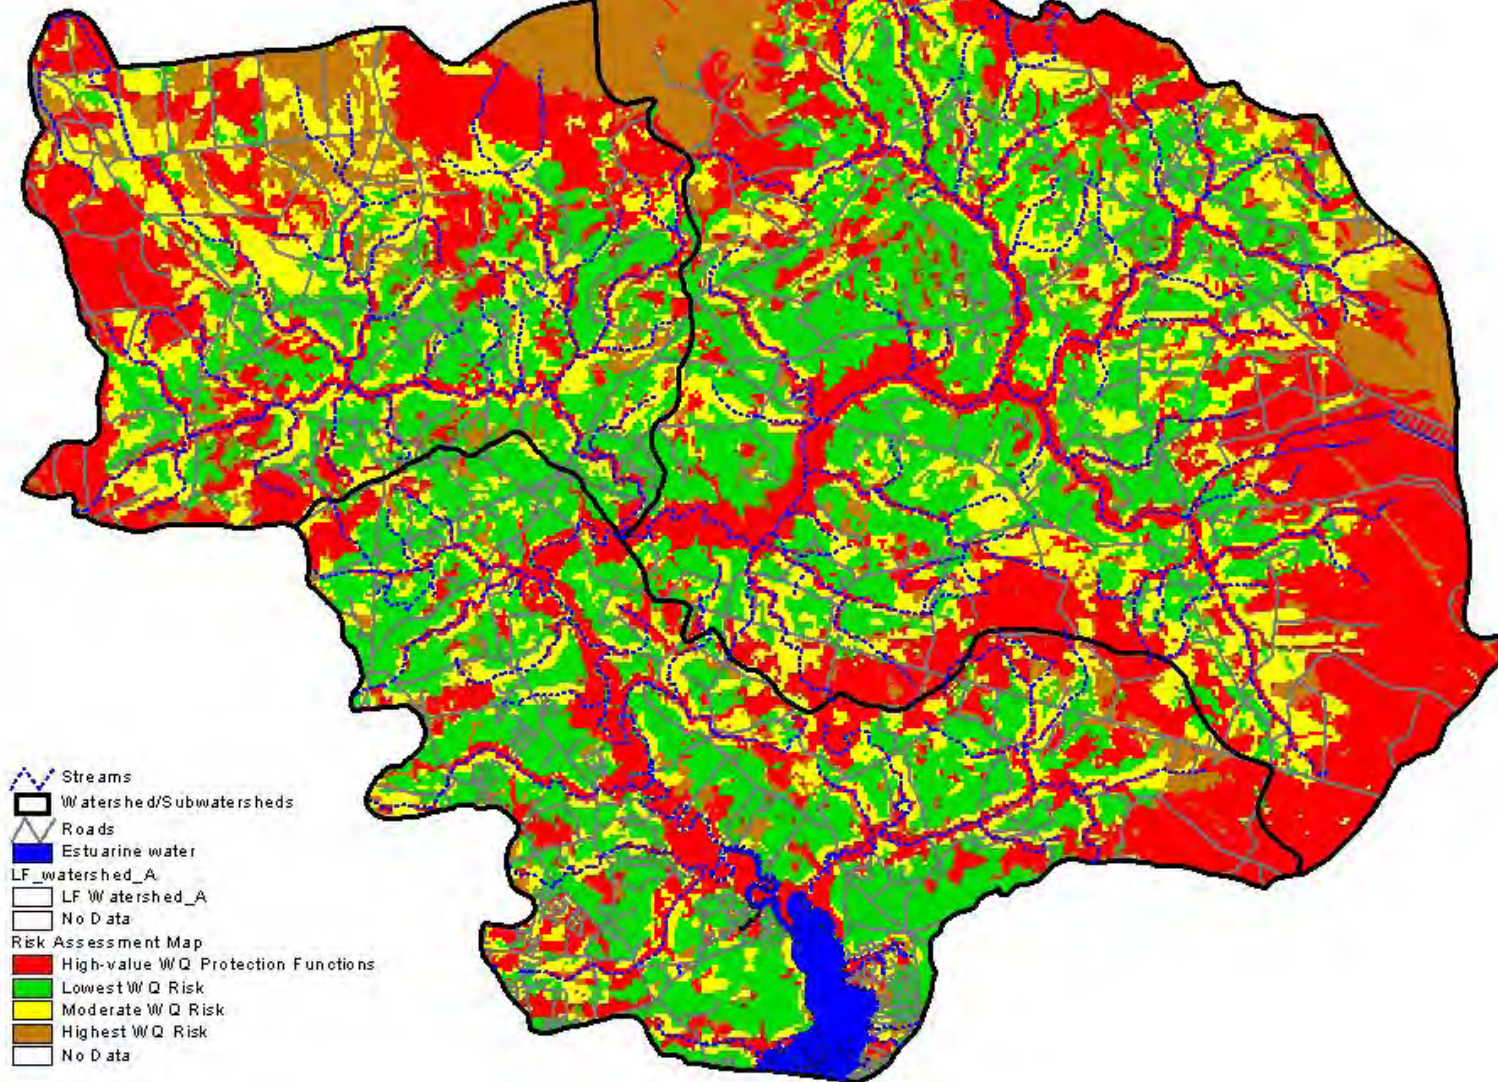 Streams
Watershed/Subwatersheds
Roads
Estuarine water
LF_watershed_A
LF Watershed_A
No Data
Risk Assessment Map
High-value WQ Protection Functions
Lowest WQ Risk
Moderate WQ Risk
Highest WQ Risk
No Data